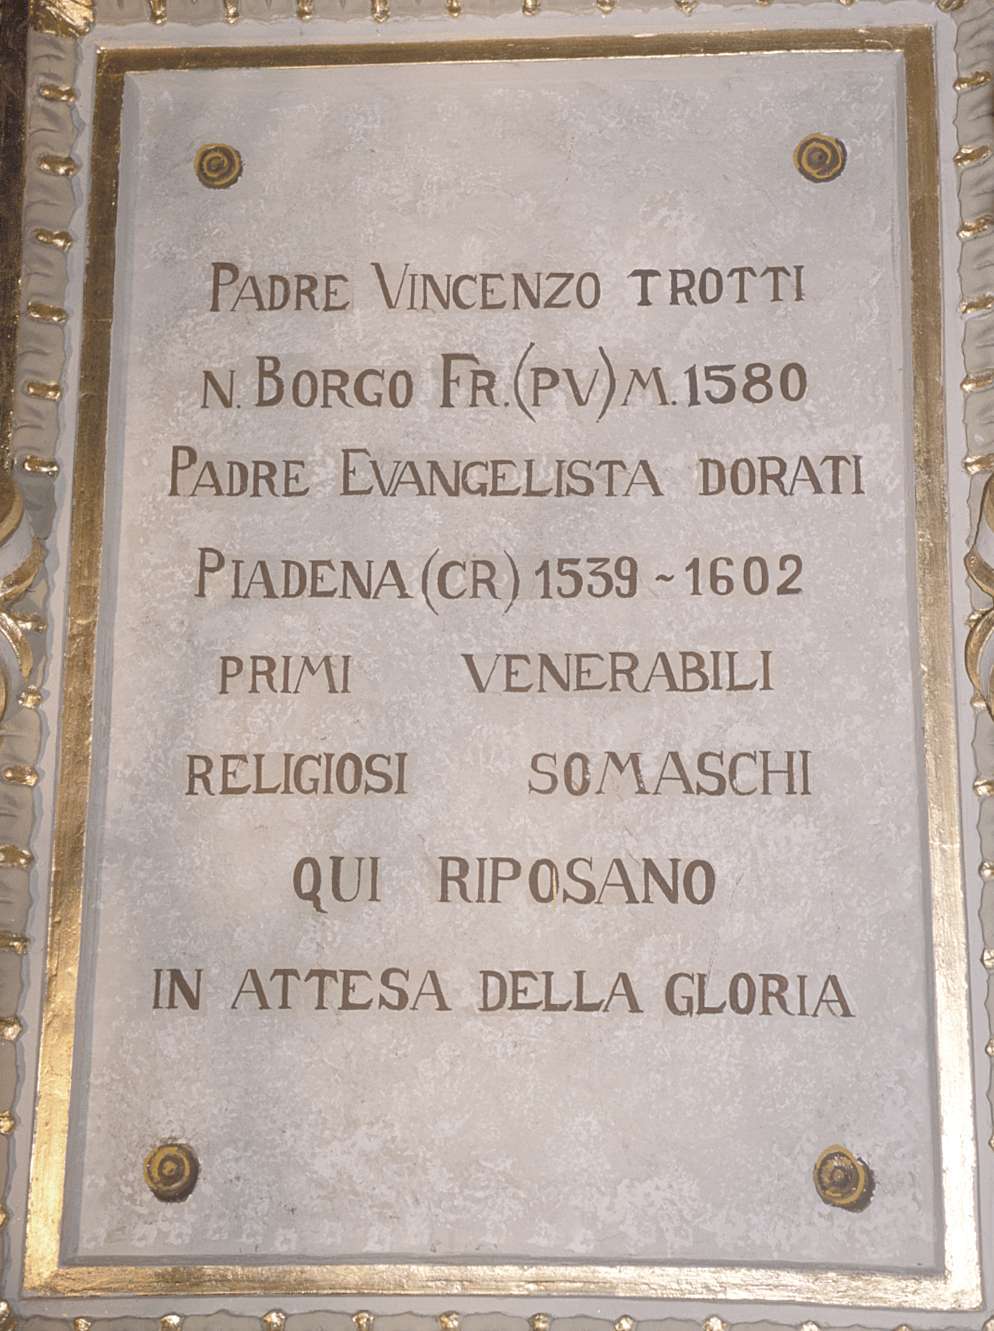 PADRE VINCENZO TROTTI
N. BORGO FR. (PV) M. 1580
PADRE EVANGELISTA DORATI
PIADENA (CR) 1539 ~ 1602
PRIMI VENERABILI
RELIGIOSI SOMASCHI
QUI RIPOSANO
IN ATTESA DELLA GLORIA